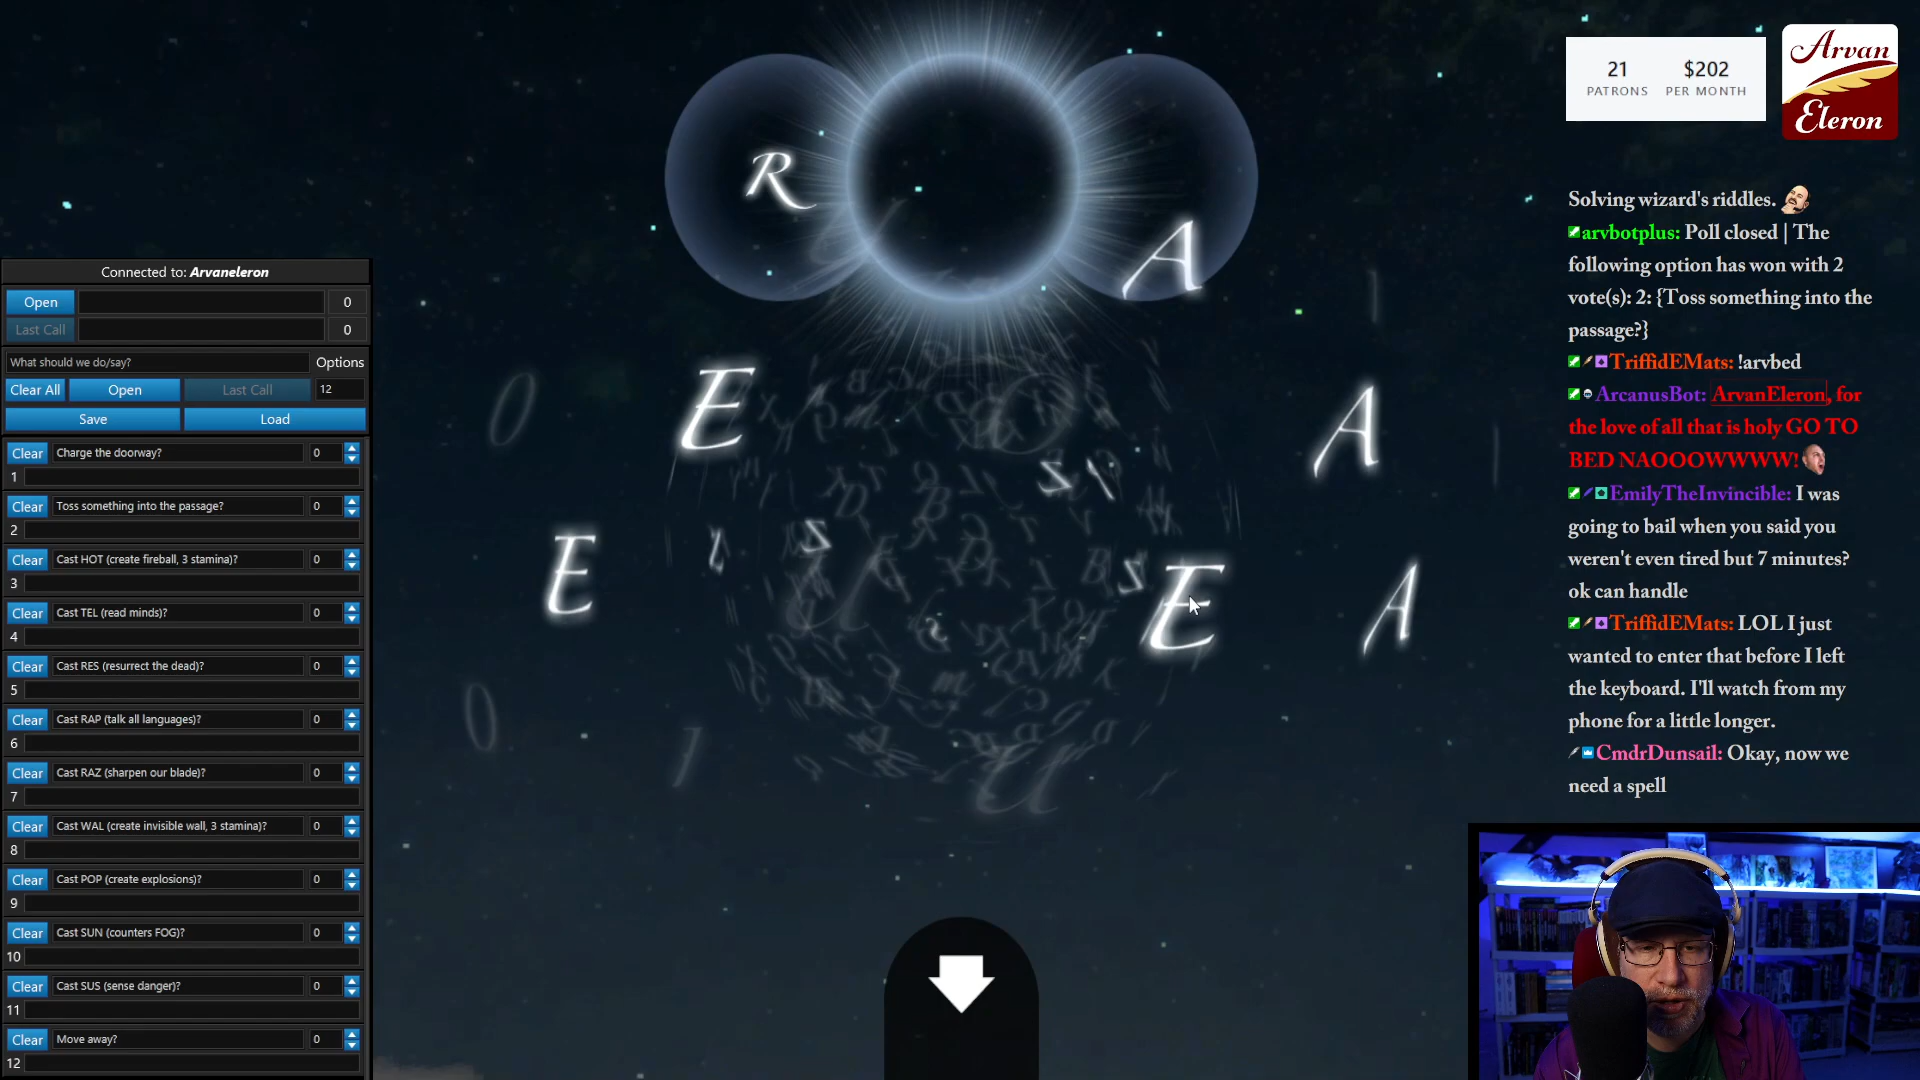 Connected to: Arvaneleron
Open 0
Last Call 0
What should we do/say? Options
Clear All Open Last Call 12
Save Load
Clear Charge the doorway? 0
1
Clear Toss something into the passage? 0
2
Clear Cast HOT (create fireball, 3 stamina)? 0
3
Clear Cast TEL (read minds)? 0
4
Clear Cast RES (resurrect the dead)? 0
5
Clear Cast RAP (talk all languages)? 0
6
Clear Cast RAZ (sharpen our blade)? 0
7
Clear Cast WAL (create invisible wall, 3 stamina)? 0
8
Clear Cast POP (create explosions)? 0
9
Clear Cast SUN (counters FOG)? 0
10
Clear Cast SUS (sense danger)? 0
11
Clear Move away? 0
12
R
A
E A
E E A
21 $202
PATRONS PER MONTH
Arvan
Eleron
Solving wizard's riddles.
arvbotplus: Poll closed | The
following option has won with 2
vote(s): 2: {Toss something into the
passage?}
TriffidEMats: !arvbed
ArcanusBot: ArvanEleron, for
the love of all that is holy GO TO
BED NAOOOWWWW!
EmilyTheInvincible: I was
going to bail when you said you
weren't even tired but 7 minutes?
ok can handle
TriffidEMats: LOL I just
wanted to enter that before I left
the keyboard. I'll watch from my
phone for a little longer.
CmdrDunsail: Okay, now we
need a spell